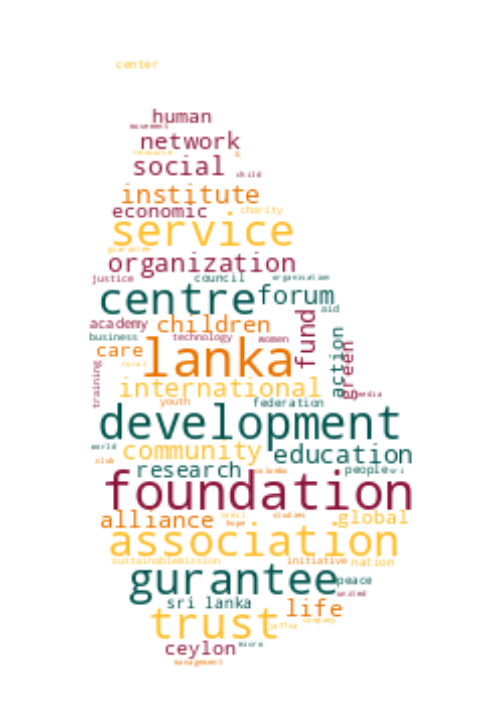 center
human
movement
network
resource
social
child
institute
economic
charity
service
guarantee
organization
justice council organisation
centre forum
aid
academy children fund
business technology women action
care lanka green
rural
training international media
youth federation
development
world community education
club research colombo people
foundation
alliance tamil studies global
hope
association
sustainable mission initiative nation
gurantee peace
united
sri lanka life
trust company
jaffna
ceylon micro
management